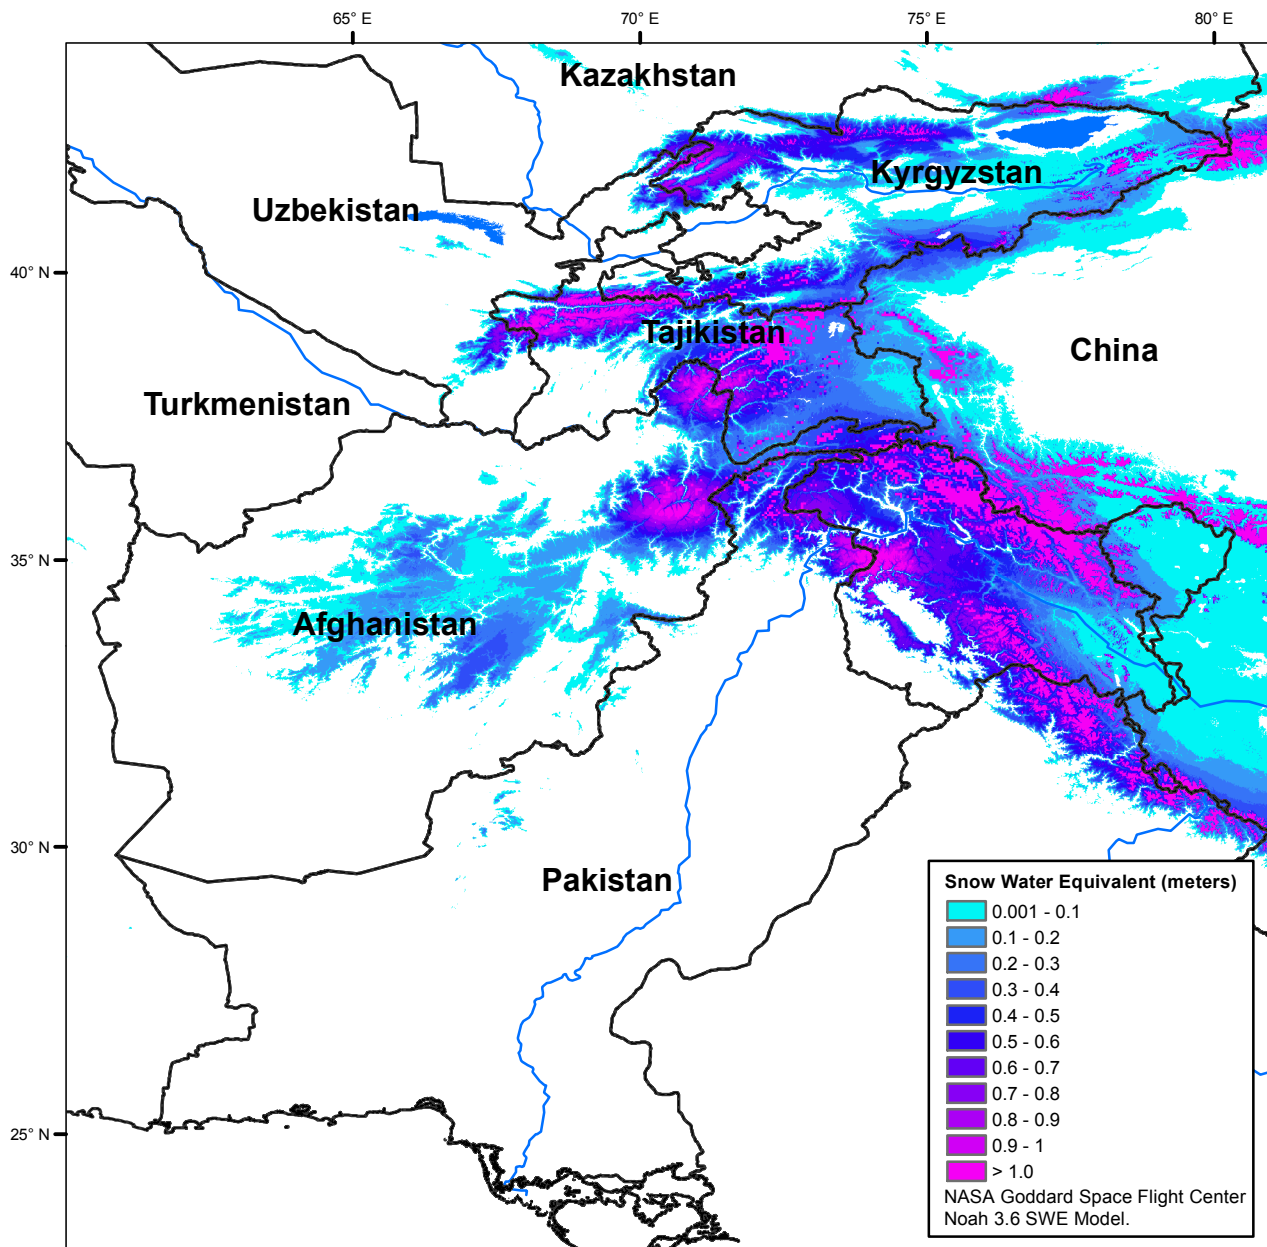 65° E
70° E
75° E
80° E
Kazakhstan
Kyrgyzstan
Uzbekistan
40° N
Tajikistan
China
Turkmenistan
35° N
Afghanistan
30° N
Pakistan
25° N
Snow Water Equivalent (meters)
0.001 - 0.1
0.1 - 0.2
0.2 - 0.3
0.3 - 0.4
0.4 - 0.5
0.5 - 0.6
0.6 - 0.7
0.7 - 0.8
0.8 - 0.9
0.9 - 1
> 1.0
NASA Goddard Space Flight Center
Noah 3.6 SWE Model.